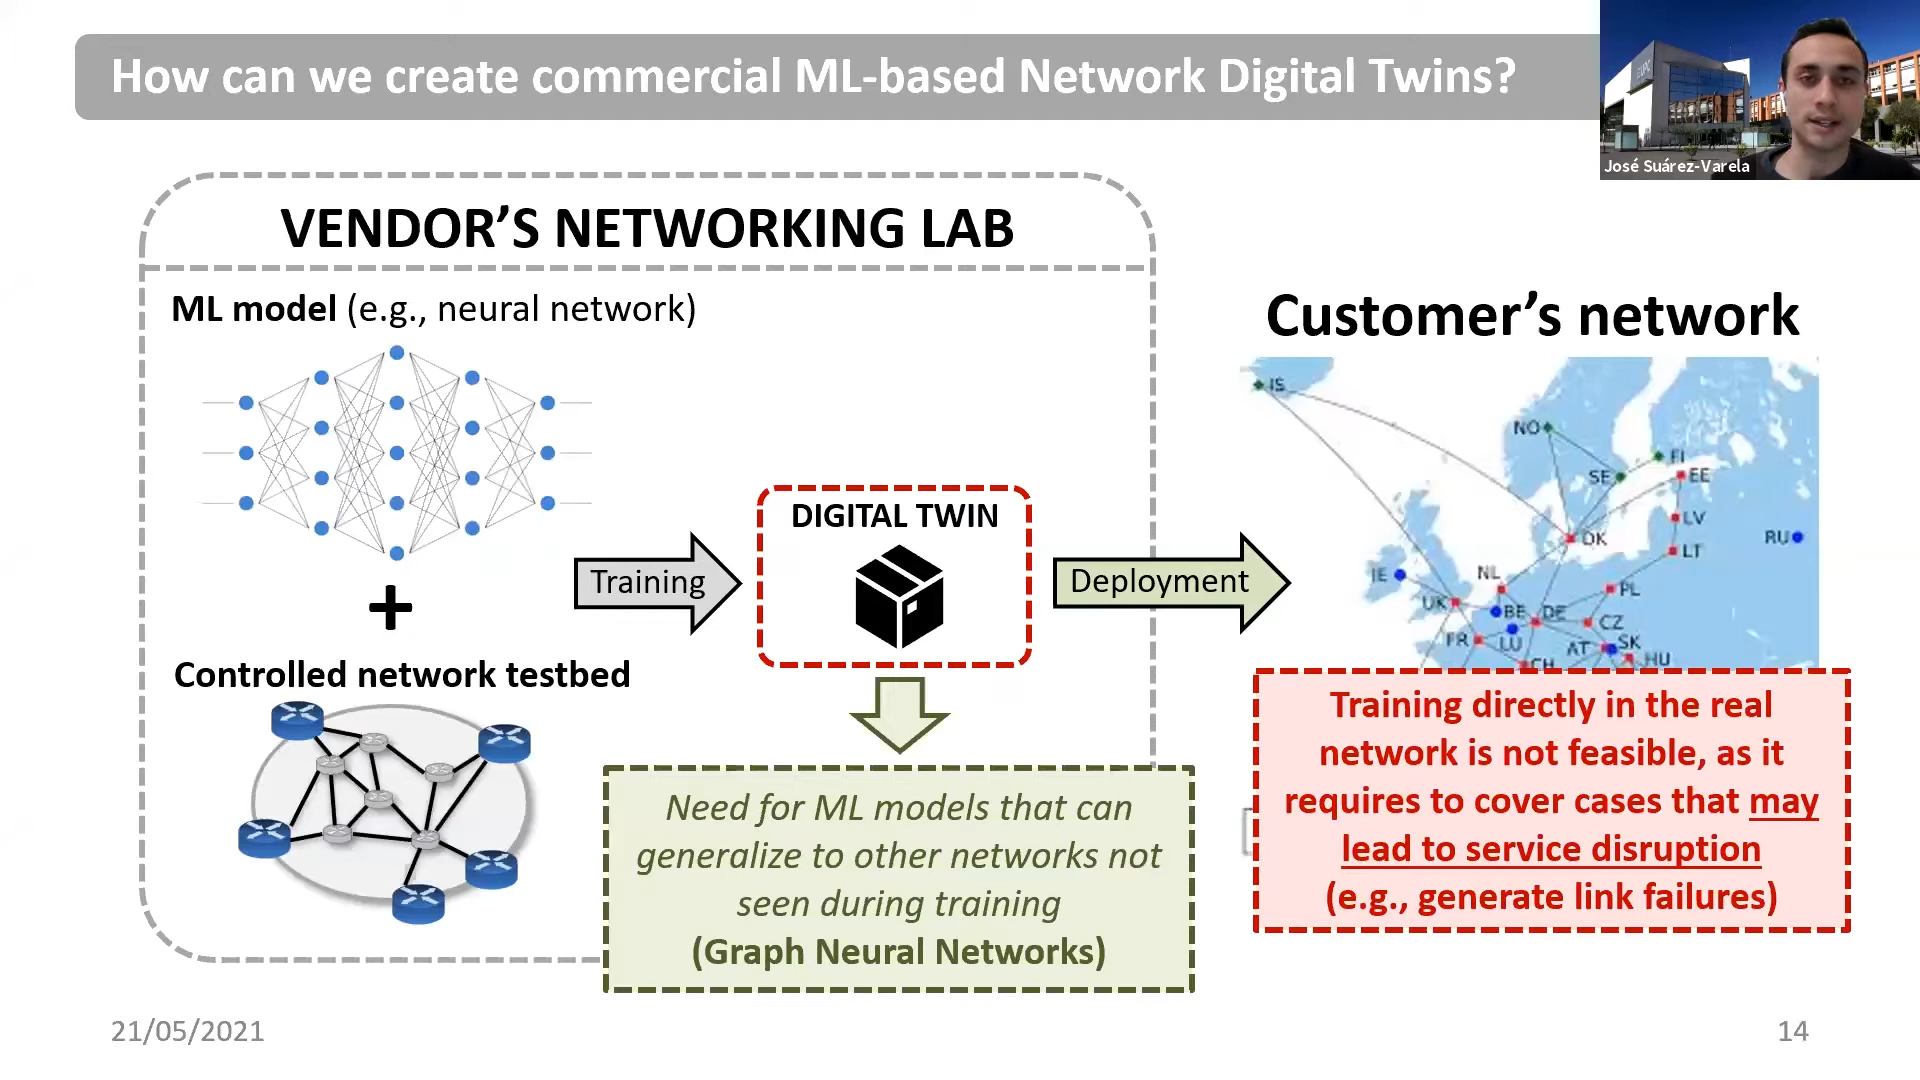 How can we create commercial ML-based Network Digital Twins?
José Suárez-Varela
VENDOR'S NETWORKING LAB
ML model (e.g., neural network)
+
Controlled network testbed
Training
DIGITAL TWIN
Deployment
Need for ML models that can
generalize to other networks not
seen during training
(Graph Neural Networks)
Customer's network
IS
NO
FI
SE
EE
LV
DK
LT
RU
IE
NL
PL
UK
BE
DE
CZ
FR
LU
AT
SK
CH
HU
Training directly in the real
network is not feasible, as it
requires to cover cases that may
lead to service disruption
(e.g., generate link failures)
21/05/2021
14